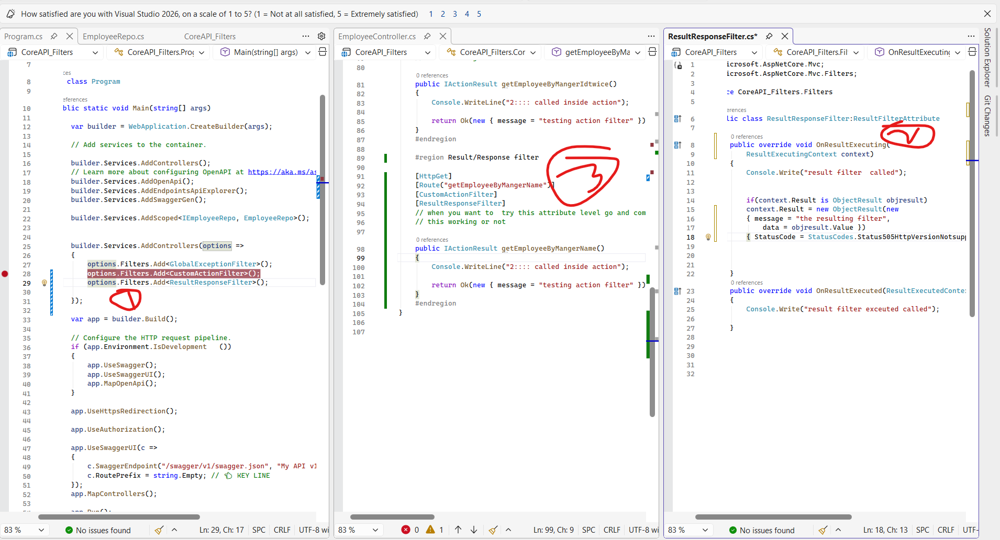 How satisfied are you with Visual Studio 2026, on a scale of 1 to 5? (1 = Not at all satisfied, 5 = Extremely satisfied) 1 2 3 4 5
Program.cs EmployeeRepo.cs CoreAPI_Filters
CoreAPI_Filters CoreAPI_Filters.Prog Main(string[] args)
7
ces
8 class Program
9
eferences
10 blic static void Main(string[] args)
11
12 var builder = WebApplication.CreateBuilder(args);
13
14 // Add services to the container.
15
16 builder.Services.AddControllers();
17 // Learn more about configuring OpenAPI at https://aka.ms/as
18 builder.Services.AddOpenApi();
19 builder.Services.AddEndpointsApiExplorer();
20 builder.Services.AddSwaggerGen();
21
22 builder.Services.AddScoped<IEmployeeRepo, EmployeeRepo>();
23
24
25 builder.Services.AddControllers(options =>
26 {
27 options.Filters.Add<GlobalExceptionFilter>();
28 options.Filters.Add<CustomActionFilter>();
29 options.Filters.Add<ResultResponseFilter>();
30
31 });
32
33 var app = builder.Build();
34
35 // Configure the HTTP request pipeline.
36 if (app.Environment.IsDevelopment ())
37 {
38 app.UseSwagger();
39 app.UseSwaggerUI();
40 app.MapOpenApi();
41 }
42
43 app.UseHttpsRedirection();
44
45 app.UseAuthorization();
46
47 app.UseSwaggerUI(c =>
48 {
49 c.SwaggerEndpoint("/swagger/v1/swagger.json", "My API v1
50 c.RoutePrefix = string.Empty; // 👈 KEY LINE
51 });
52 app.MapControllers();
53
83 % No issues found Ln: 29, Ch: 17 SPC CRLF UTF-8 wi
EmployeeController.cs
CoreAPI_Filters CoreAPI_Filters.Cor getEmployeeByMa
80
0 references
81 public IActionResult getEmployeeByMangerIdtwice()
82 {
83 Console.WriteLine("2:::: called inside action");
84
85 return Ok(new { message = "testing action filter" })
86 }
87 #endregion
88
89 #region Result/Response filter
90
91 [HttpGet]
92 [Route("getEmployeeByMangerName")]
93 [CustomActionFilter]
94 [ResultResponseFilter]
95 // when you want to try this attribute level go and com
96 // this working or not
97
0 references
98 public IActionResult getEmployeeByMangerName()
99 {
100 Console.WriteLine("2:::: called inside action");
101
102 return Ok(new { message = "testing action filter" })
103 }
104 #endregion
105 }
106
107
3
83 % 0 1 Ln: 99, Ch: 9 SPC CRLF UTF-8 wi
ResultResponseFilter.cs*
CoreAPI_Filters CoreAPI_Filters.Fil OnResultExecuting
1 icrosoft.AspNetCore.Mvc;
2 icrosoft.AspNetCore.Mvc.Filters;
3
4 ce CoreAPI_Filters.Filters
5
erences
6 lic class ResultResponseFilter:ResultFilterAttribute
7
0 references
8 public override void OnResultExecuting(
9 ResultExecutingContext context)
10 {
11 Console.Write("result filter called");
12
13
14 if(context.Result is ObjectResult objresult)
15 context.Result = new ObjectResult(new
16 { message = "the resulting filter",
17 data = objresult.Value })
18 { StatusCode = StatusCodes.Status505HttpVersionNotsupp
19
20
21
22 }
0 references
23 public override void OnResultExecuted(ResultExecutedConte
24 {
25 Console.Write("result filter exceuted called");
26
27 }
28
29
30
31
32
83 % No issues found Ln: 18, Ch: 13 SPC CRLF UTF-
Solution Explorer
Git Changes